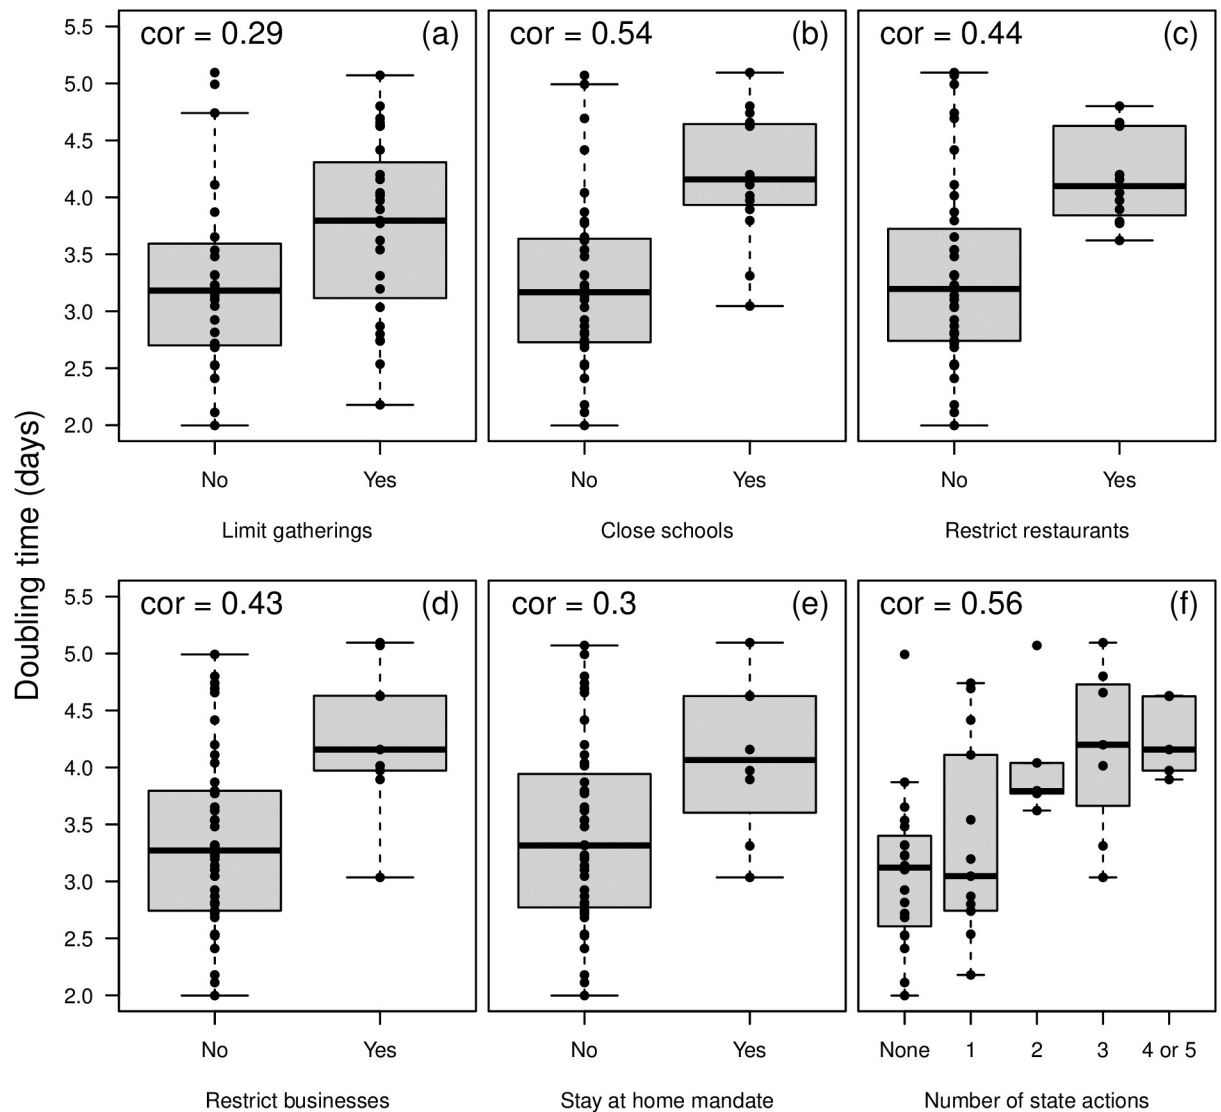 Doubling time (days)
cor = 0.29 (a)
5.5
5.0
4.5
4.0
3.5
3.0
2.5
2.0
No Yes
Limit gatherings
cor = 0.54 (b)
No Yes
Close schools
cor = 0.44 (c)
No Yes
Restrict restaurants
cor = 0.43 (d)
5.5
5.0
4.5
4.0
3.5
3.0
2.5
2.0
No Yes
Restrict businesses
cor = 0.3 (e)
No Yes
Stay at home mandate
cor = 0.56 (f)
None 1 2 3 4 or 5
Number of state actions